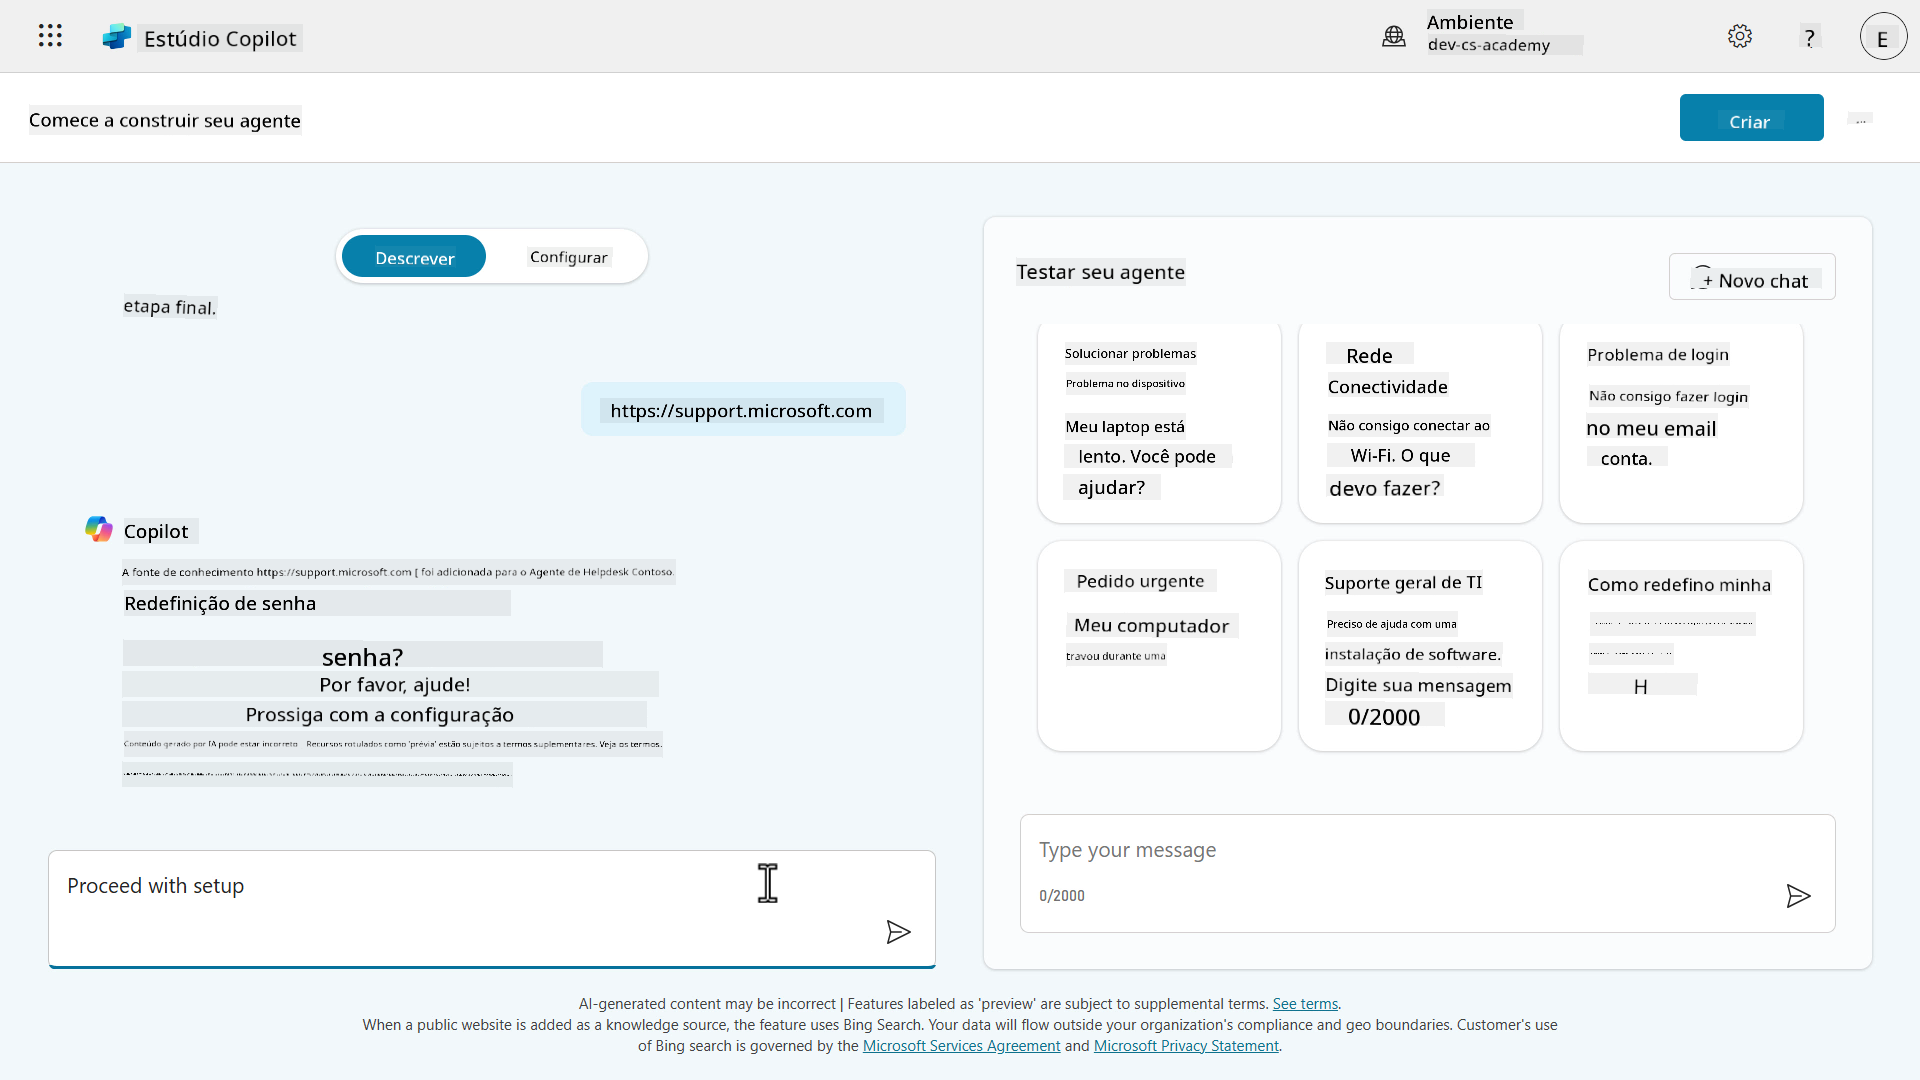 Estúdio Copilot
Ambiente
dev-cs-academy
?
E
Comece a construir seu agente
Criar
...
Descrever
Configurar
etapa final.
https://support.microsoft.com
Copilot
A fonte de conhecimento https://support.microsoft.com [ foi adicionada para o Agente de Helpdesk Contoso.
Redefinição de senha
senha?
Por favor, ajude!
Prossiga com a configuração
Conteúdo gerado por IA pode estar incorreto Recursos rotulados como 'prévia' estão sujeitos a termos suplementares. Veja os termos.
Proceed with setup
Testar seu agente
+ Novo chat
Solucionar problemas
Problema no dispositivo
Meu laptop está
lento. Você pode
ajudar?
Rede
Conectividade
Não consigo conectar ao
Wi-Fi. O que
devo fazer?
Problema de login
Não consigo fazer login
no meu email
conta.
Pedido urgente
Meu computador
travou durante uma
Suporte geral de TI
Preciso de ajuda com uma
instalação de software.
Digite sua mensagem
0/2000
Como redefino minha
H
Type your message
0/2000
AI-generated content may be incorrect | Features labeled as 'preview' are subject to supplemental terms. See terms.
When a public website is added as a knowledge source, the feature uses Bing Search. Your data will flow outside your organization's compliance and geo boundaries. Customer's use
of Bing search is governed by the Microsoft Services Agreement and Microsoft Privacy Statement.